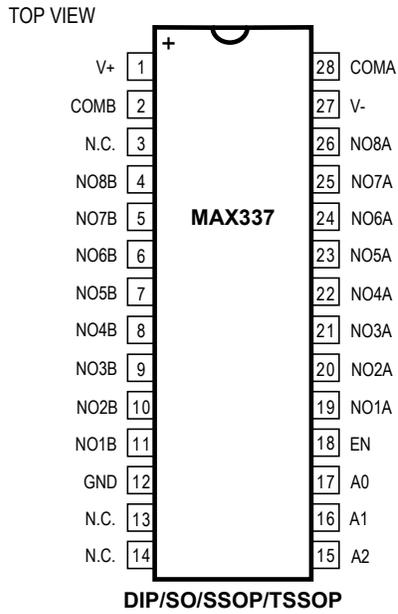 TOP VIEW
+
V+ 1 28 COMA
COMB 2 27 V-
N.C. 3 26 NO8A
NO8B 4 25 NO7A
NO7B 5 MAX337 24 NO6A
NO6B 6 23 NO5A
NO5B 7 22 NO4A
NO4B 8 21 NO3A
NO3B 9 20 NO2A
NO2B 10 19 NO1A
NO1B 11 18 EN
GND 12 17 A0
N.C. 13 16 A1
N.C. 14 15 A2
DIP/SO/SSOP/TSSOP